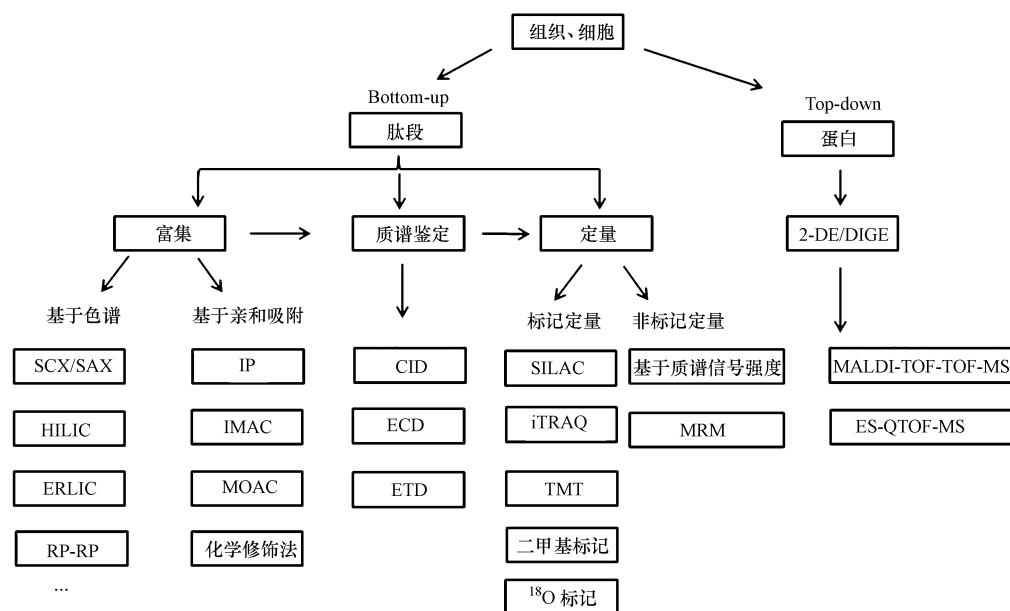 组织、细胞
Bottom-up
肽段
Top-down
蛋白
富集
质谱鉴定
定量
2-DE/DIGE
基于色谱
基于亲和吸附
标记定量
非标记定量
SCX/SAX
IP
CID
SILAC
基于质谱信号强度
MALDI-TOF-TOF-MS
HILIC
IMAC
ECD
iTRAQ
MRM
ES-QTOF-MS
ERLIC
MOAC
ETD
TMT
RP-RP
化学修饰法
二甲基标记
...
¹⁸O 标记